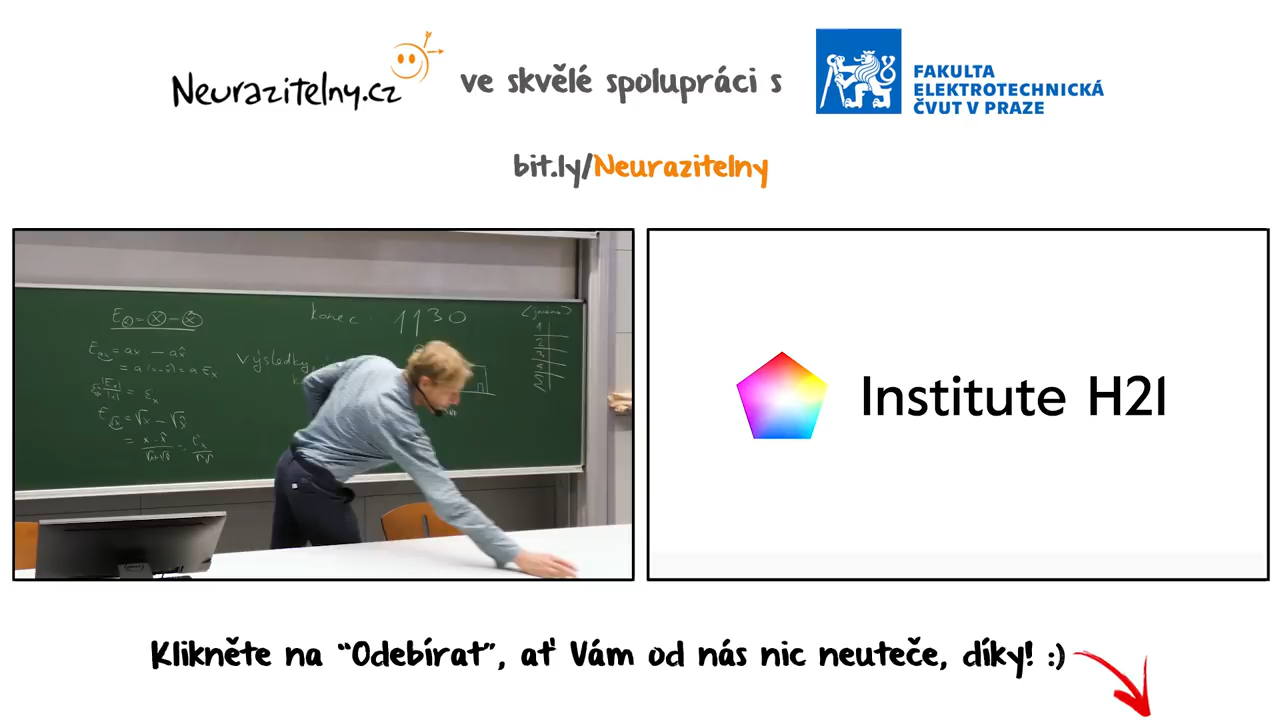 Neurazitelny.cz ve skvělé spolupráci s
FAKULTA
ELEKTROTECHNICKÁ
ČVUT V PRAZE
bit.ly/Neurazitelny
konec 1130
výsledky
Institute H21
Klikněte na “Odebírat”, ať Vám od nás nic neuteče, díky! :)